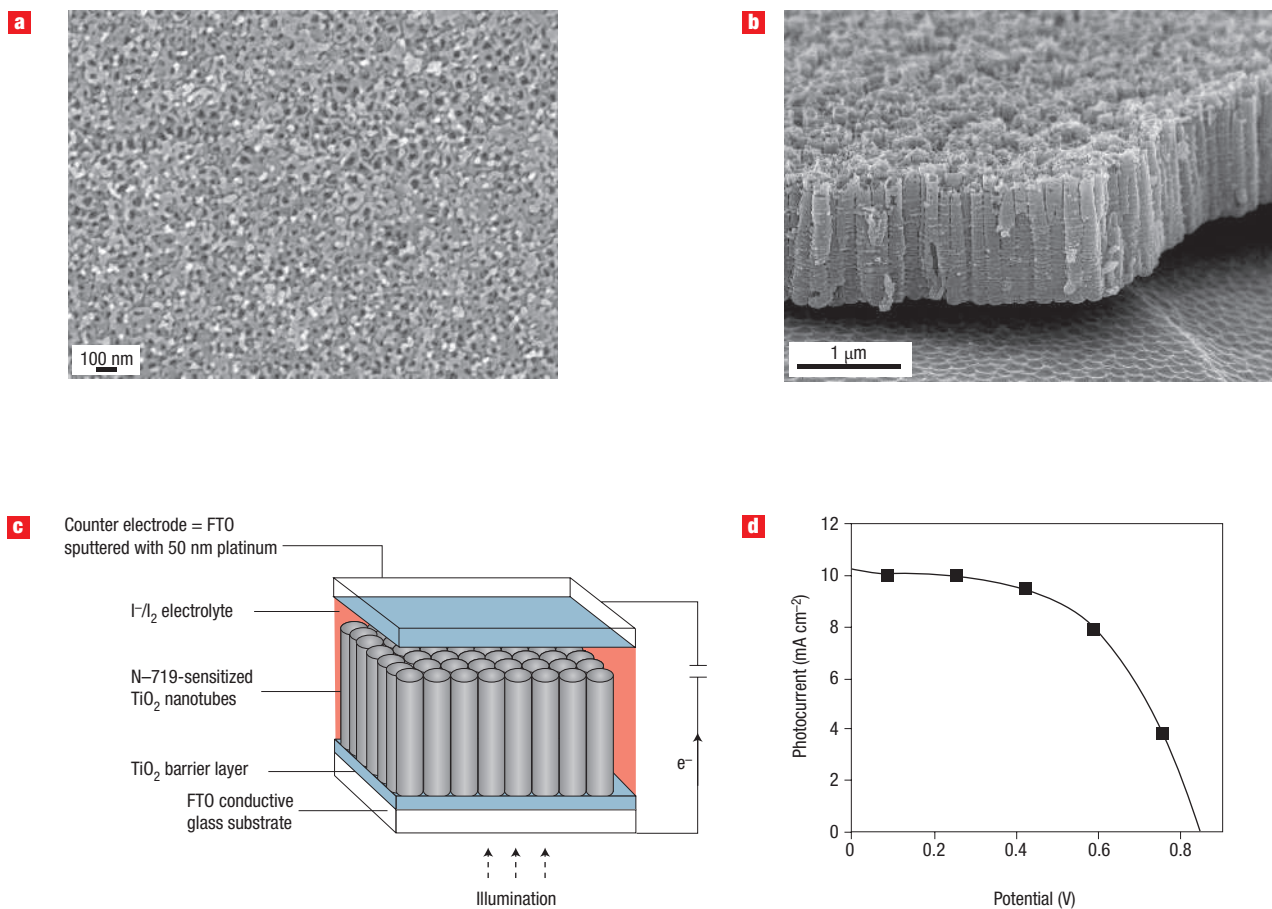 a
100 nm
b
1 μm
c
Counter electrode = FTO
sputtered with 50 nm platinum
I–/I2 electrolyte
N–719-sensitized
TiO2 nanotubes
TiO2 barrier layer
FTO conductive
glass substrate
e–
Illumination
d
12
10
8
6
4
2
0
0
0.2
0.4
0.6
0.8
Photocurrent (mA cm–2)
Potential (V)